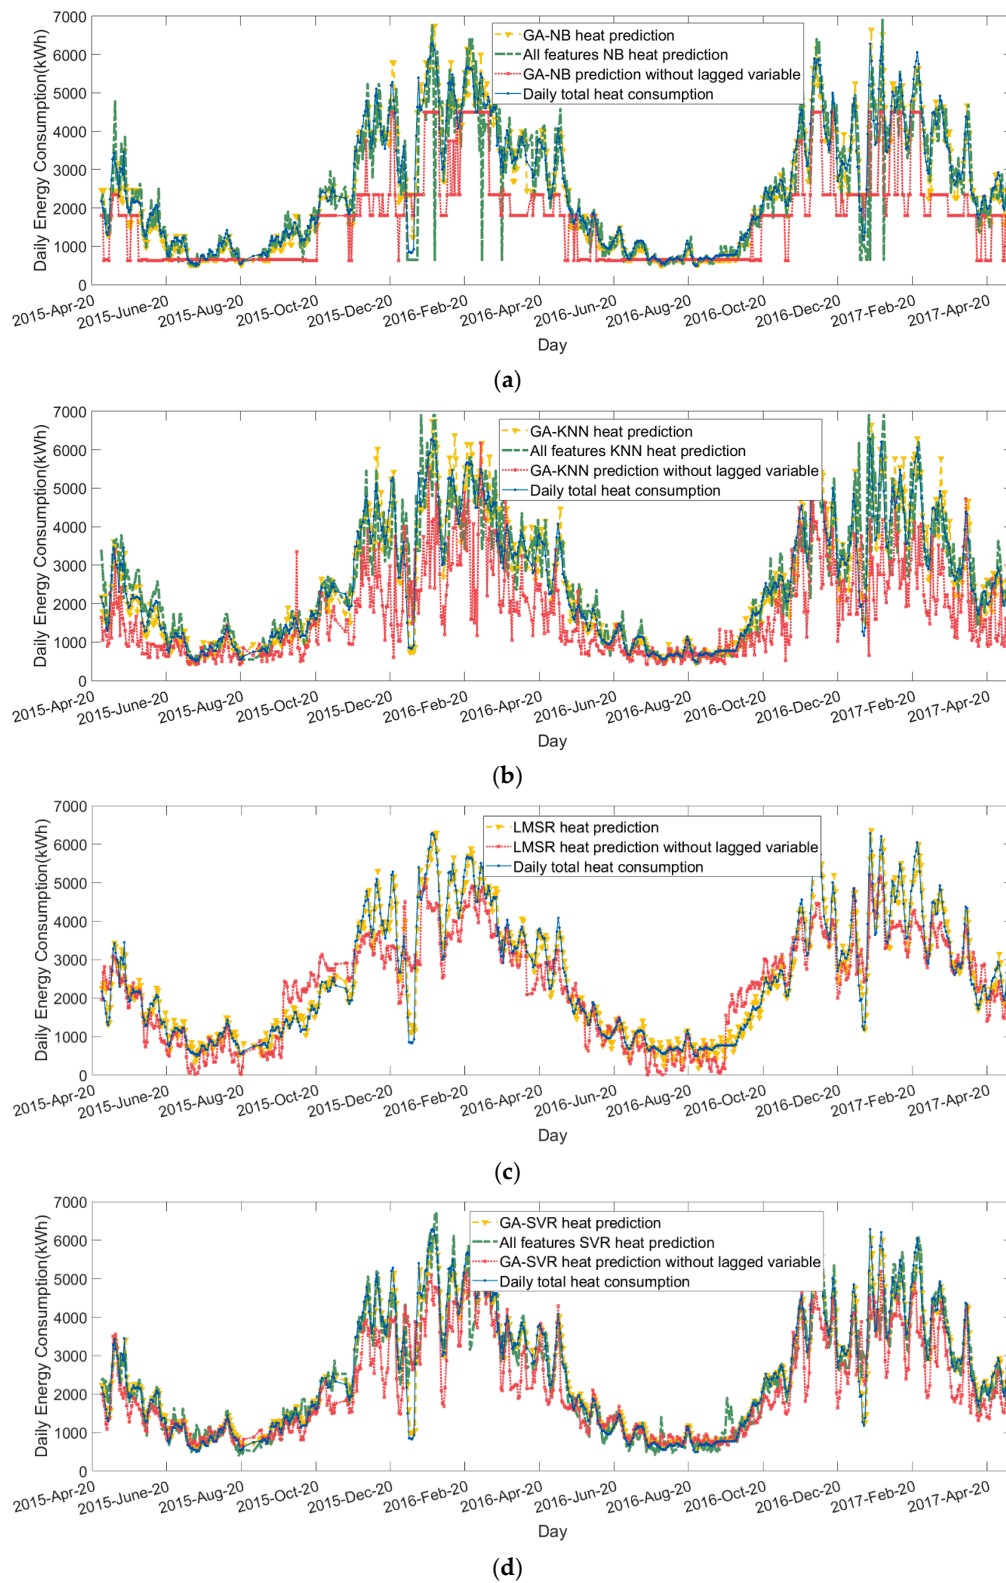 7000
6000
5000
4000
3000
2000
1000
0
Daily Energy Consumption(kWh)
GA-NB heat prediction
All features NB heat prediction
GA-NB prediction without lagged variable
Daily total heat consumption
2015-Apr-20
2015-June-20
2015-Aug-20
2015-Oct-20
2015-Dec-20
2016-Feb-20
2016-Apr-20
2016-Jun-20
2016-Aug-20
2016-Oct-20
2016-Dec-20
2017-Feb-20
2017-Apr-20
Day
(a)
7000
6000
5000
4000
3000
2000
1000
0
Daily Energy Consumption(kWh)
GA-KNN heat prediction
All features KNN heat prediction
GA-KNN prediction without lagged variable
Daily total heat consumption
2015-Apr-20
2015-June-20
2015-Aug-20
2015-Oct-20
2015-Dec-20
2016-Feb-20
2016-Apr-20
2016-Jun-20
2016-Aug-20
2016-Oct-20
2016-Dec-20
2017-Feb-20
2017-Apr-20
Day
(b)
7000
6000
5000
4000
3000
2000
1000
0
Daily Energy Consumption(kWh)
LMSR heat prediction
LMSR heat prediction without lagged variable
Daily total heat consumption
2015-Apr-20
2015-June-20
2015-Aug-20
2015-Oct-20
2015-Dec-20
2016-Feb-20
2016-Apr-20
2016-Jun-20
2016-Aug-20
2016-Oct-20
2016-Dec-20
2017-Feb-20
2017-Apr-20
Day
(c)
7000
6000
5000
4000
3000
2000
1000
0
Daily Energy Consumption(kWh)
GA-SVR heat prediction
All features SVR heat prediction
GA-SVR heat prediction without lagged variable
Daily total heat consumption
2015-Apr-20
2015-June-20
2015-Aug-20
2015-Oct-20
2015-Dec-20
2016-Feb-20
2016-Apr-20
2016-Jun-20
2016-Aug-20
2016-Oct-20
2016-Dec-20
2017-Feb-20
2017-Apr-20
Day
(d)